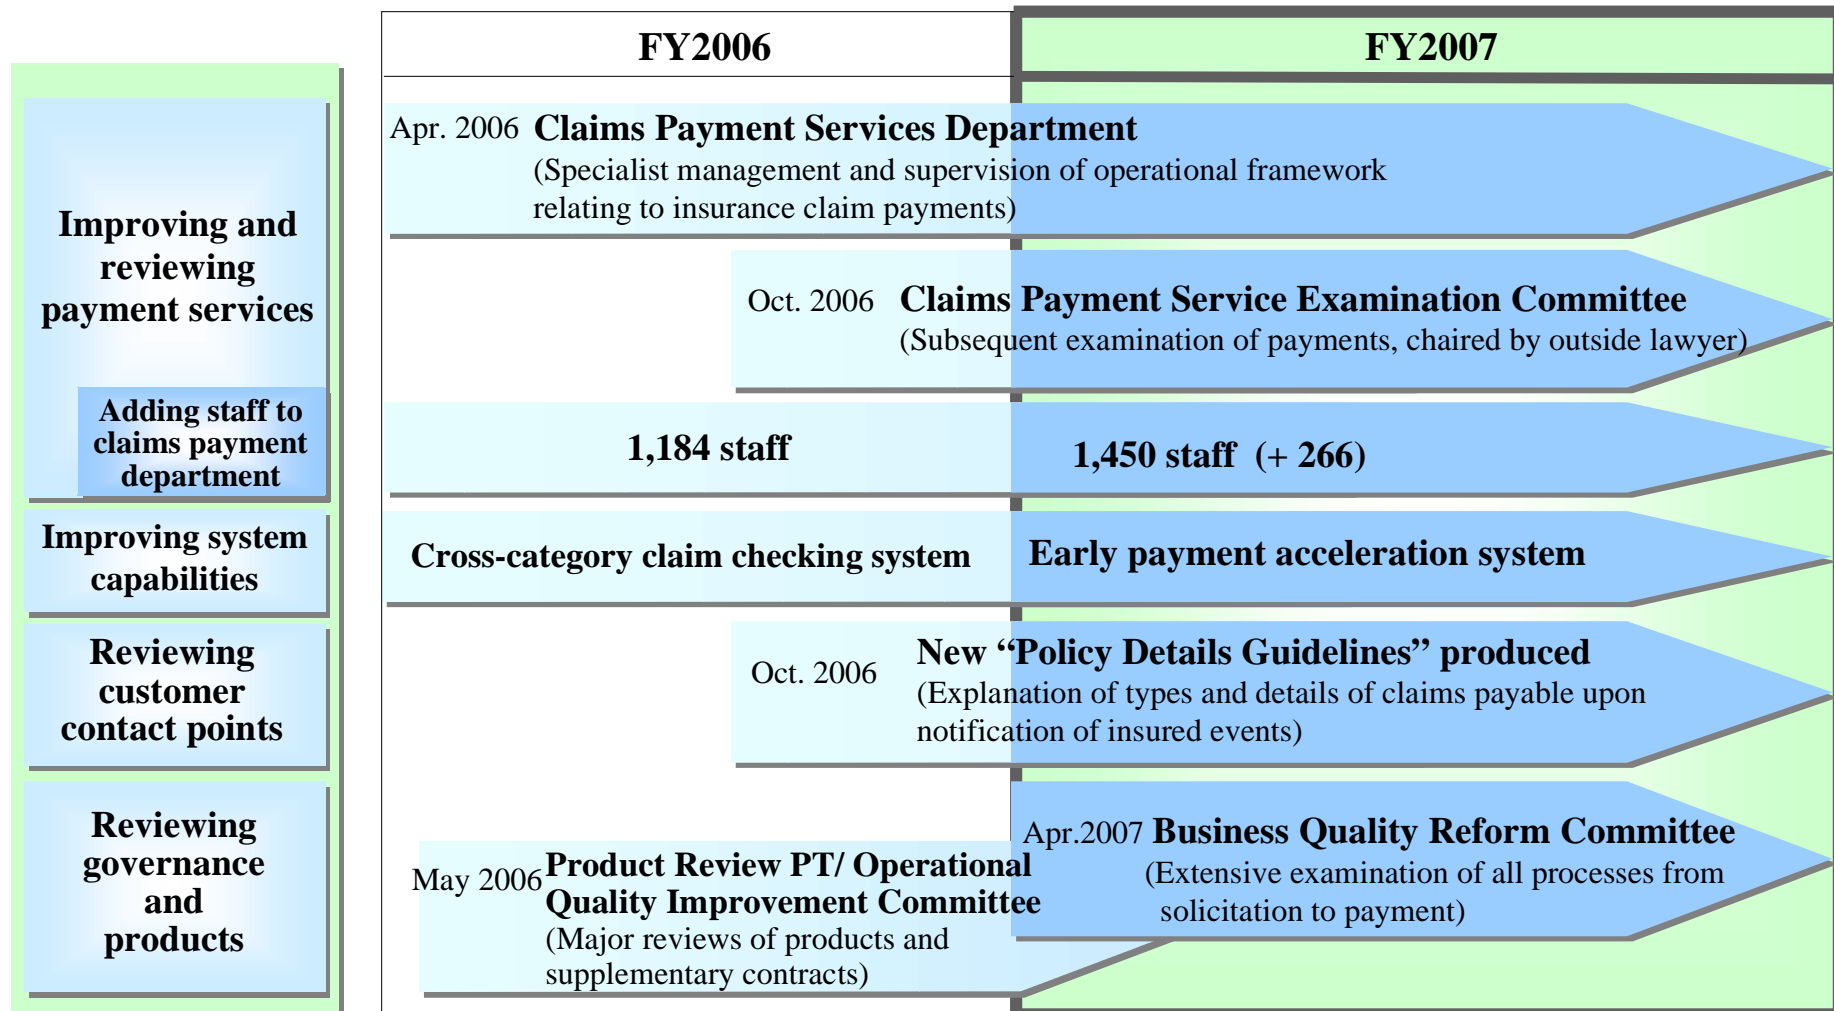 FY2006
FY2007
Improving and
reviewing
payment services
Adding staff to
claims payment
department
Apr. 2006 Claims Payment Services Department
(Specialist management and supervision of operational framework
relating to insurance claim payments)
Oct. 2006 Claims Payment Service Examination Committee
(Subsequent examination of payments, chaired by outside lawyer)
1,184 staff
1,450 staff (+ 266)
Improving system
capabilities
Cross-category claim checking system
Early payment acceleration system
Reviewing
customer
contact points
Oct. 2006 New “Policy Details Guidelines” produced
(Explanation of types and details of claims payable upon
notification of insured events)
Reviewing
governance
and
products
May 2006 Product Review PT/ Operational
Quality Improvement Committee
(Major reviews of products and
supplementary contracts)
Apr.2007 Business Quality Reform Committee
(Extensive examination of all processes from
solicitation to payment)